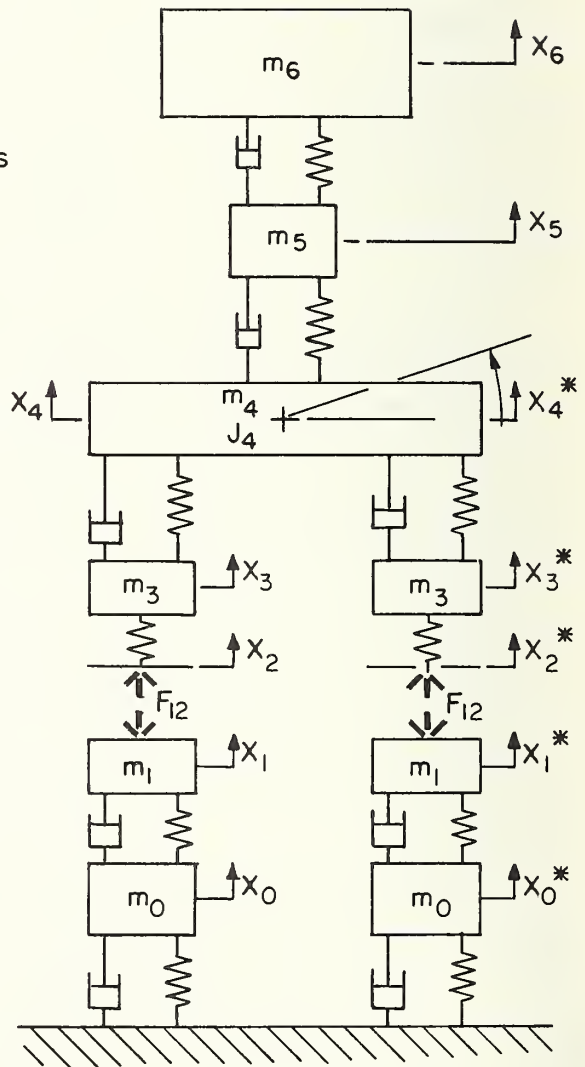 m₆
X₆
s
m₅
X₅
X₄
m₄
J₄
X₄*
m₃
X₃
m₃
X₃*
X₂
X₂*
F₁₂
F₁₂
m₁
X₁
m₁
X₁*
m₀
X₀
m₀
X₀*